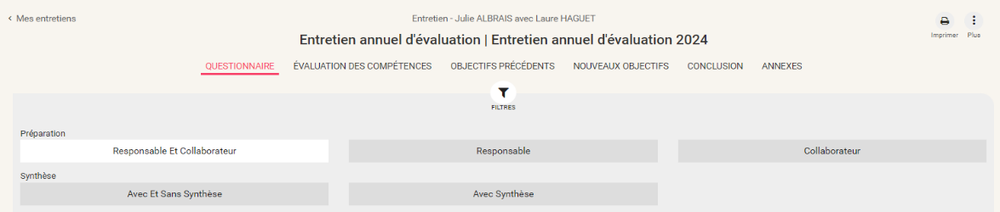 Mes entretiens
Entretien - Julie ALBRAIS avec Laure HAGUET
Entretien annuel d'évaluation | Entretien annuel d'évaluation 2024
Imprimer
Plus
QUESTIONNAIRE ÉVALUATION DES COMPÉTENCES OBJECTIFS PRÉCÉDENTS NOUVEAUX OBJECTIFS CONCLUSION ANNEXES
FILTRES
Préparation
Responsable Et Collaborateur Responsable Collaborateur
Synthèse
Avec Et Sans Synthèse Avec Synthèse